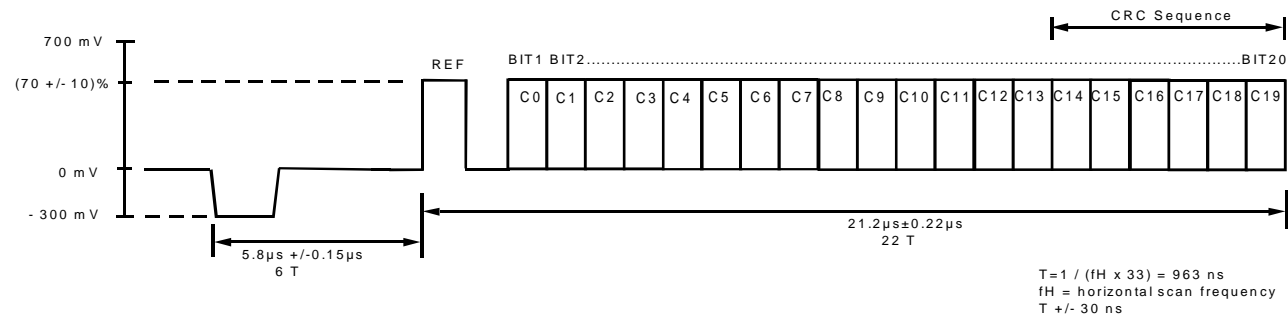 CRC Sequence
700 mV
(70 +/- 10)%
REF
BIT1 BIT2 BIT20
C0 C1 C2 C3 C4 C5 C6 C7 C8 C9 C10 C11 C12 C13 C14 C15 C16 C17 C18 C19
0 mV
- 300 mV
21.2µs±0.22µs
22 T
5.8µs +/-0.15µs
6 T
T=1 / (fH x 33) = 963 ns
fH = horizontal scan frequency
T +/- 30 ns